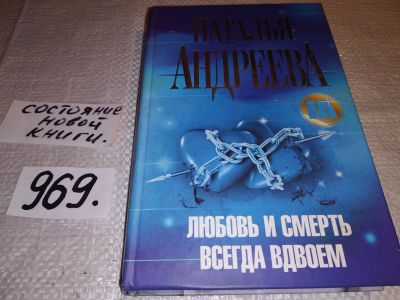 НАТАЛЬЯ
АНДРЕЕВА
ЛЮБОВЬ И СМЕРТЬ
ВСЕГДА ВДВОЕМ
СОСТОЯНИЕ
НОВОЙ
КНИГИ.
969.